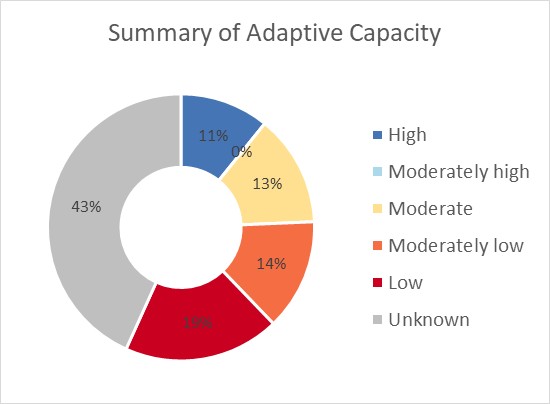 Summary of Adaptive Capacity
11%
0%
13%
14%
19%
43%
High
Moderately high
Moderate
Moderately low
Low
Unknown